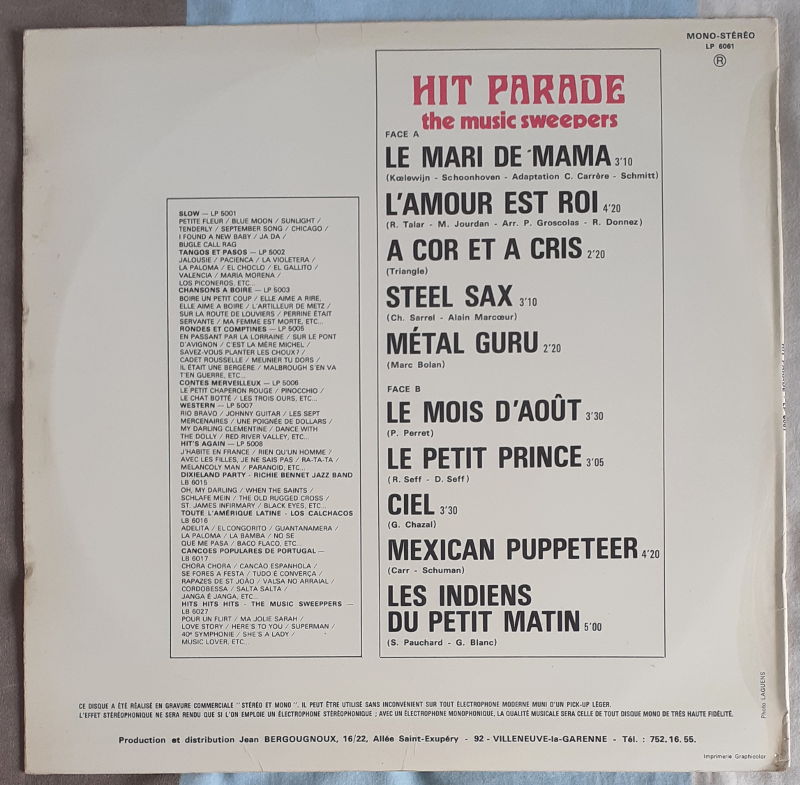 MONO-STÉRÉO
LP 6061
R
HIT PARADE
the music sweepers
FACE A
LE MARI DE MAMA 3'10
(Kœlewijn - Schoonhoven - Adaptation C. Carrère - Schmitt)
L'AMOUR EST ROI 4'20
(R. Talar - M. Jourdan - Arr. P. Groscolas - R. Donnez)
A COR ET A CRIS 2'20
(Triangle)
STEEL SAX 3'10
(Ch. Sarrel - Alain Marcœur)
MÉTAL GURU 2'20
(Marc Bolan)
FACE B
LE MOIS D'AOÛT 3'30
(P. Perret)
LE PETIT PRINCE 3'05
(R. Seff - D. Seff)
CIEL 3'30
(G. Chazal)
MEXICAN PUPPETEER 4'20
(Carr - Schuman)
LES INDIENS
DU PETIT MATIN 5'00
(S. Pauchard - G. Blanc)
SLOW — LP 5001
PETITE FLEUR / BLUE MOON / SUNLIGHT /
TENDERLY / SEPTEMBER SONG / CHICAGO /
I FOUND A NEW BABY / JA DA /
BUGLE CALL RAG
TANGOS ET PASOS — LP 5002
JALOUSIE / PACIENCA / LA VIOLETERA /
LA PALOMA / EL CHOCLO / EL GALLITO /
VALENCIA / MARIA MORENA /
LOS PICONEROS, ETC...
CHANSONS A BOIRE — LP 5003
BOIRE UN PETIT COUP / ELLE AIME A RIRE,
ELLE AIME A BOIRE / L'ARTILLEUR DE METZ /
SUR LA ROUTE DE LOUVIERS / PERRINE ÉTAIT
SERVANTE / MA FEMME EST MORTE, ETC...
RONDES ET COMPTINES — LP 5005
EN PASSANT PAR LA LORRAINE / SUR LE PONT
D'AVIGNON / C'EST LA MÈRE MICHEL /
SAVEZ-VOUS PLANTER LES CHOUX? /
CADET ROUSSELLE / MEUNIER TU DORS /
IL ÉTAIT UNE BERGÈRE / MALBROUGH S'EN VA
T'EN GUERRE, ETC...
CONTES MERVEILLEUX — LP 5006
LE PETIT CHAPERON ROUGE / PINOCCHIO /
LE CHAT BOTTÉ / LES TROIS OURS, ETC...
WESTERN — LP 5007
RIO BRAVO / JOHNNY GUITAR / LES SEPT
MERCENAIRES / UNE POIGNÉE DE DOLLARS /
MY DARLING CLEMENTINE / DANCE WITH
THE DOLLY / RED RIVER VALLEY, ETC...
HIT'S AGAIN — LP 5008
J'HABITE EN FRANCE / RIEN QU'UN HOMME /
AVEC LES FILLES, JE NE SAIS PAS / RA-TA-TA /
MELANCOLY MAN / PARANOID, ETC...
DIXIELAND PARTY - RICHIE BENNET JAZZ BAND
LB 6015
OH, MY DARLING / WHEN THE SAINTS /
SCHLAFE MEIN / THE OLD RUGGED CROSS /
ST. JAMES INFIRMARY / BLACK EYES, ETC...
TOUTE L'AMÉRIQUE LATINE - LOS CALCHACOS
LB 6016
ADELITA / EL CONGORITO / GUANTANAMERA /
LA PALOMA / LA BAMBA / NO SE
QUE ME PASA / BACO FLACO, ETC...
CANCOES POPULARES DE PORTUGAL —
LB 6017
CHORA CHORA / CANCÃO ESPANHOLA /
SE FORES A FESTA / TUDO É CONVERÇA /
RAPAZES DE ST JOÃO / VALSA NO ARRAIAL /
CORDOBESSA / SALTA SALTA /
JANGA É JANGA, ETC...
HITS HITS HITS - THE MUSIC SWEEPPERS —
LB 6027
POUR UN FLIRT / MA JOLIE SARAH /
LOVE STORY / HERE'S TO YOU / SUPERMAN /
40e SYMPHONIE / SHE'S A LADY /
MUSIC LOVER, ETC...
CE DISQUE A ÉTÉ RÉALISÉ EN GRAVURE COMMERCIALE "STÉRÉO ET MONO". IL PEUT ÊTRE UTILISÉ SANS INCONVÉNIENT SUR TOUT ÉLECTROPHONE MODERNE MUNI D'UN PICK-UP LÉGER.
L'EFFET STÉRÉOPHONIQUE NE SERA RENDU QUE SI L'ON EMPLOIE UN ÉLECTROPHONE STÉRÉOPHONIQUE ; AVEC UN ÉLECTROPHONE MONOPHONIQUE, LA QUALITÉ MUSICALE SERA CELLE DE TOUT DISQUE MONO DE TRÈS HAUTE FIDÉLITÉ.
Production et distribution Jean BERGOUGNOUX, 16/22, Allée Saint-Exupéry - 92 - VILLENEUVE-la-GARENNE - Tél. : 752.16.55.
Photo LAGUENS
Imprimerie Graphicolor